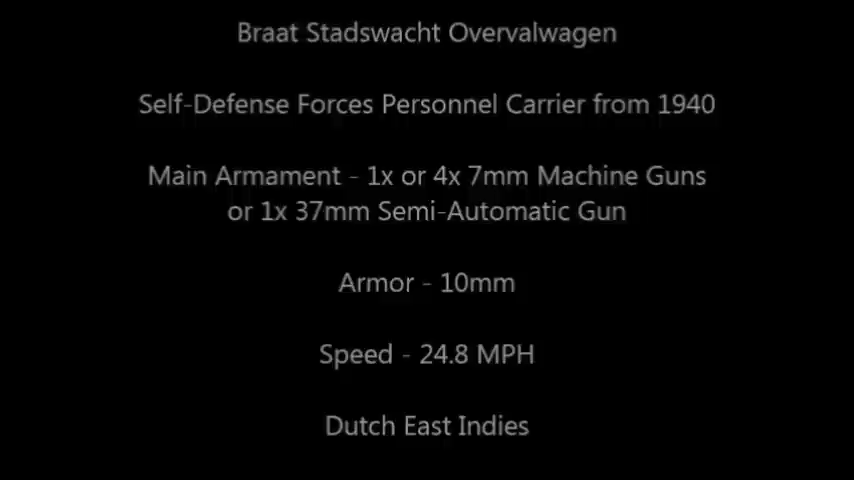 Braat Stadswacht Overvalwagen
Self-Defense Forces Personnel Carrier from 1940
Main Armament - 1x or 4x 7mm Machine Guns
or 1x 37mm Semi-Automatic Gun
Armor - 10mm
Speed - 24.8 MPH
Dutch East Indies